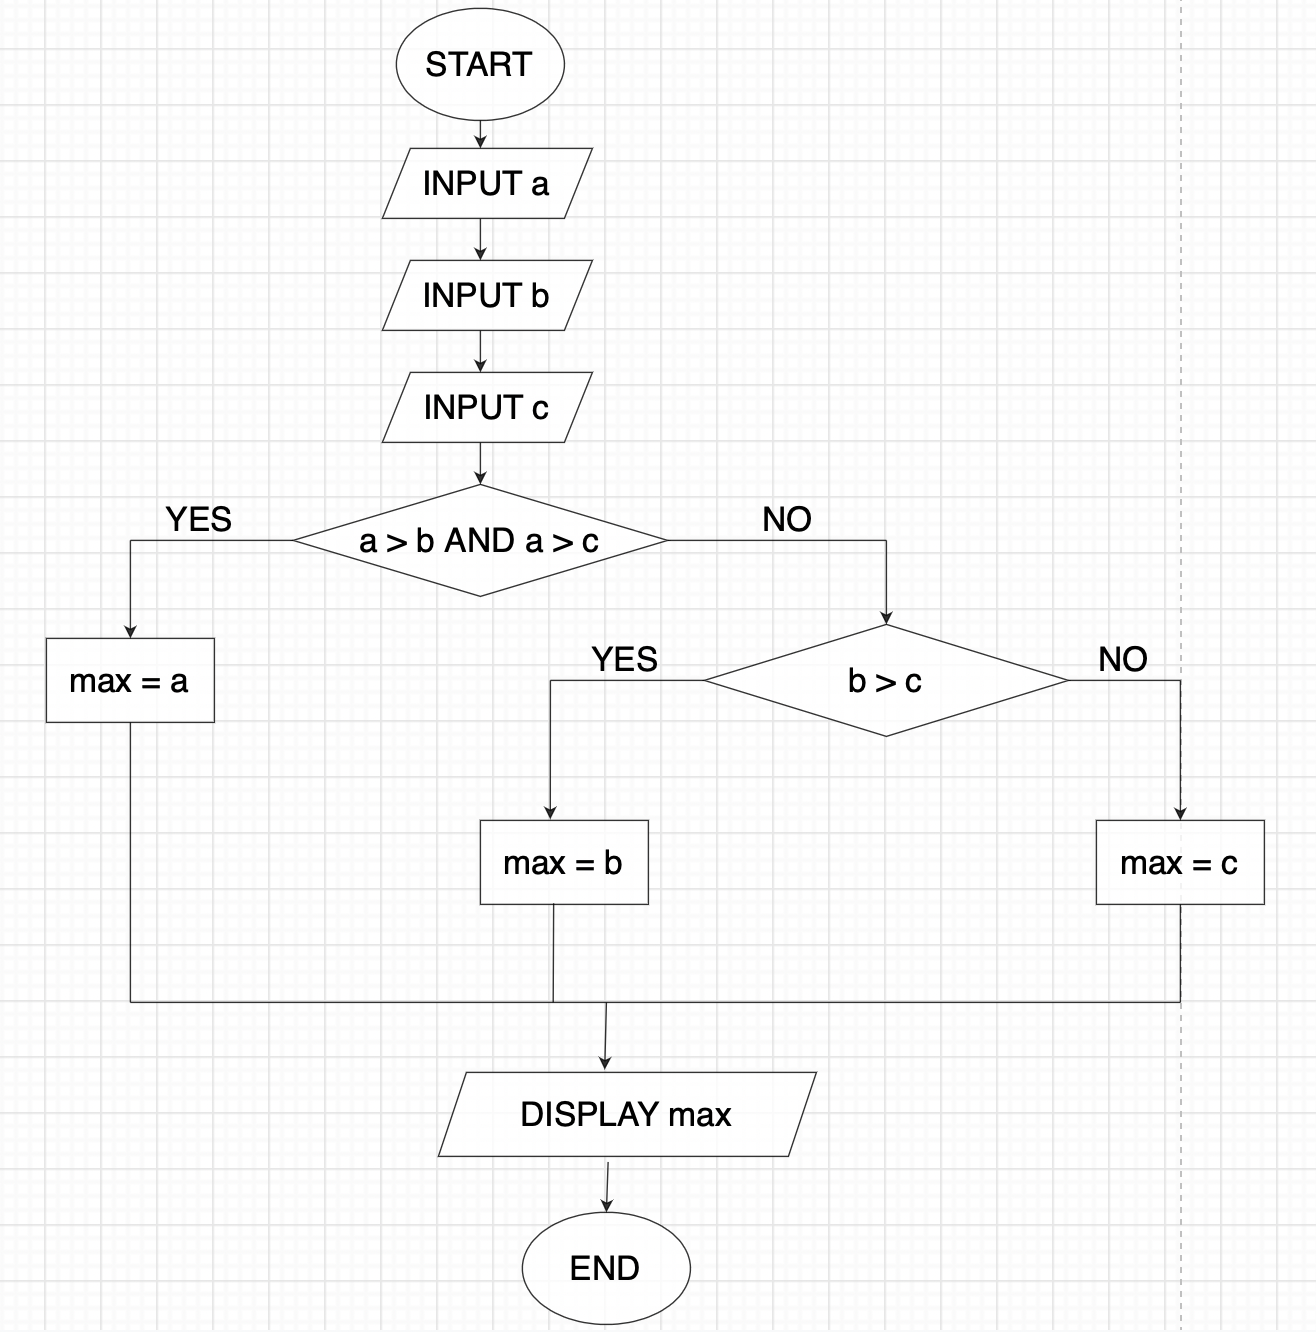 START
INPUT a
INPUT b
INPUT c
a > b AND a > c
YES
NO
max = a
b > c
YES
NO
max = b
max = c
DISPLAY max
END